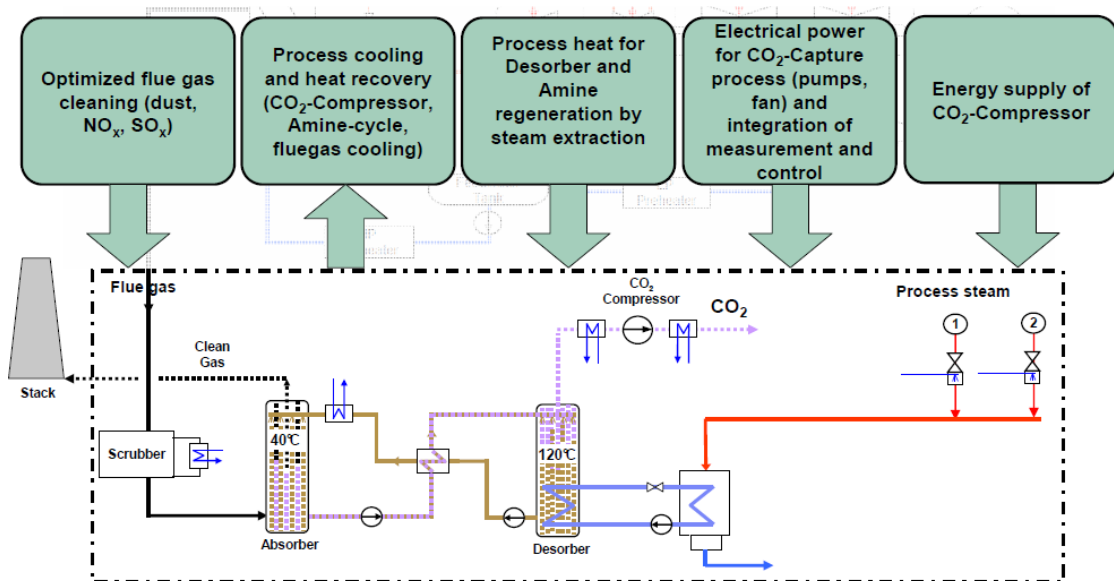 Optimized flue gas
cleaning (dust,
NOₓ, SOₓ)
Process cooling
and heat recovery
(CO₂-Compressor,
Amine-cycle,
fluegas cooling)
Process heat for
Desorber and
Amine
regeneration by
steam extraction
Electrical power
for CO₂-Capture
process (pumps,
fan) and
integration of
measurement and
control
Energy supply of
CO₂-Compressor
Tank
Preheater
Flue gas
CO₂
Compressor
CO₂
Process steam
1
2
Clean
Gas
Stack
Scrubber
40℃
120℃
Absorber
Desorber